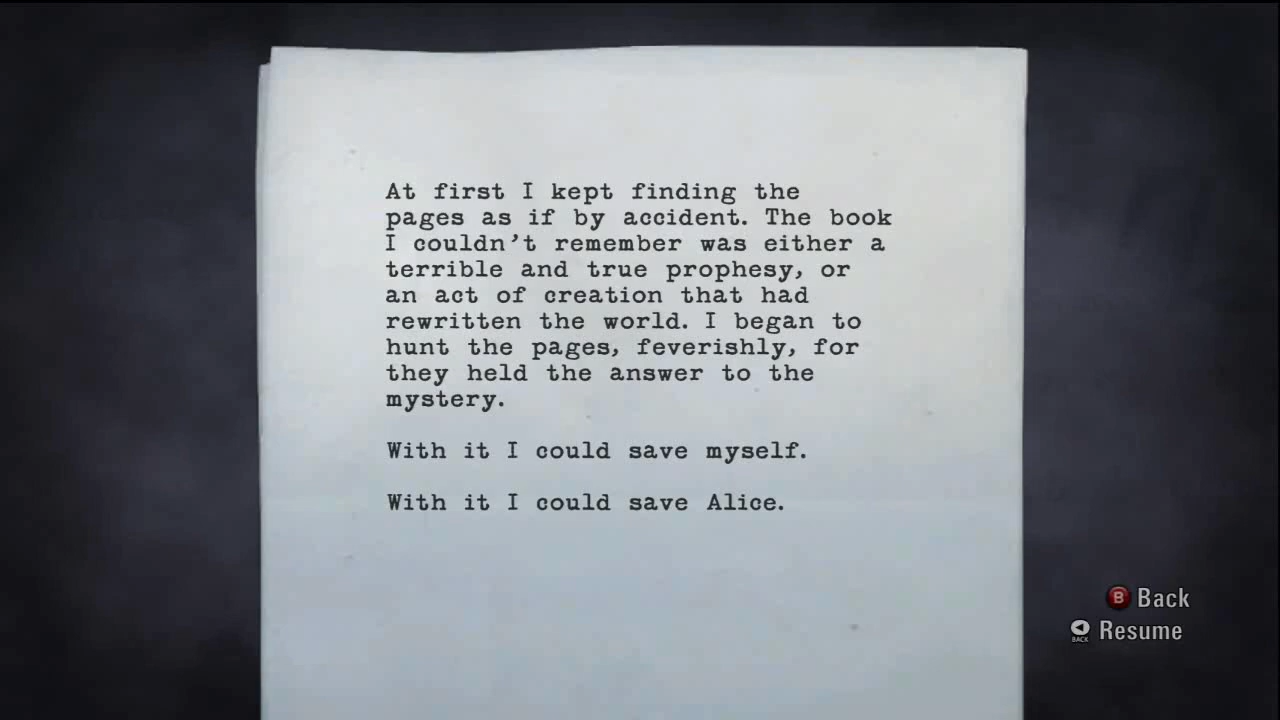 At first I kept finding the
pages as if by accident. The book
I couldn't remember was either a
terrible and true prophesy, or
an act of creation that had
rewritten the world. I began to
hunt the pages, feverishly, for
they held the answer to the
mystery.
With it I could save myself.
With it I could save Alice.
B Back
BACK Resume